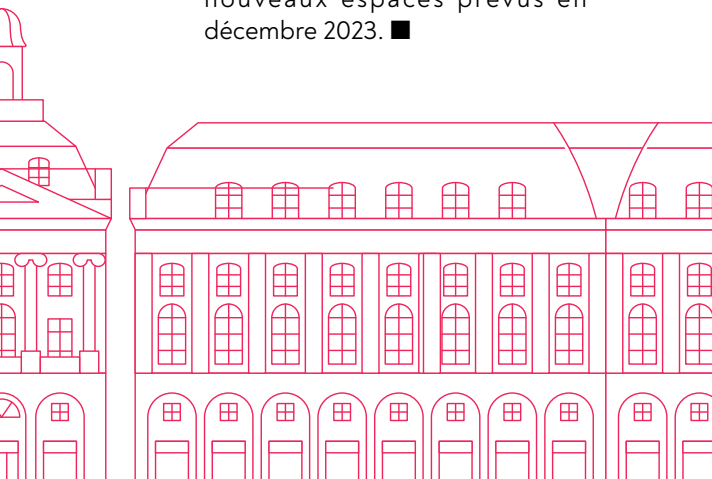 nouveaux espaces prévus en
décembre 2023. ■